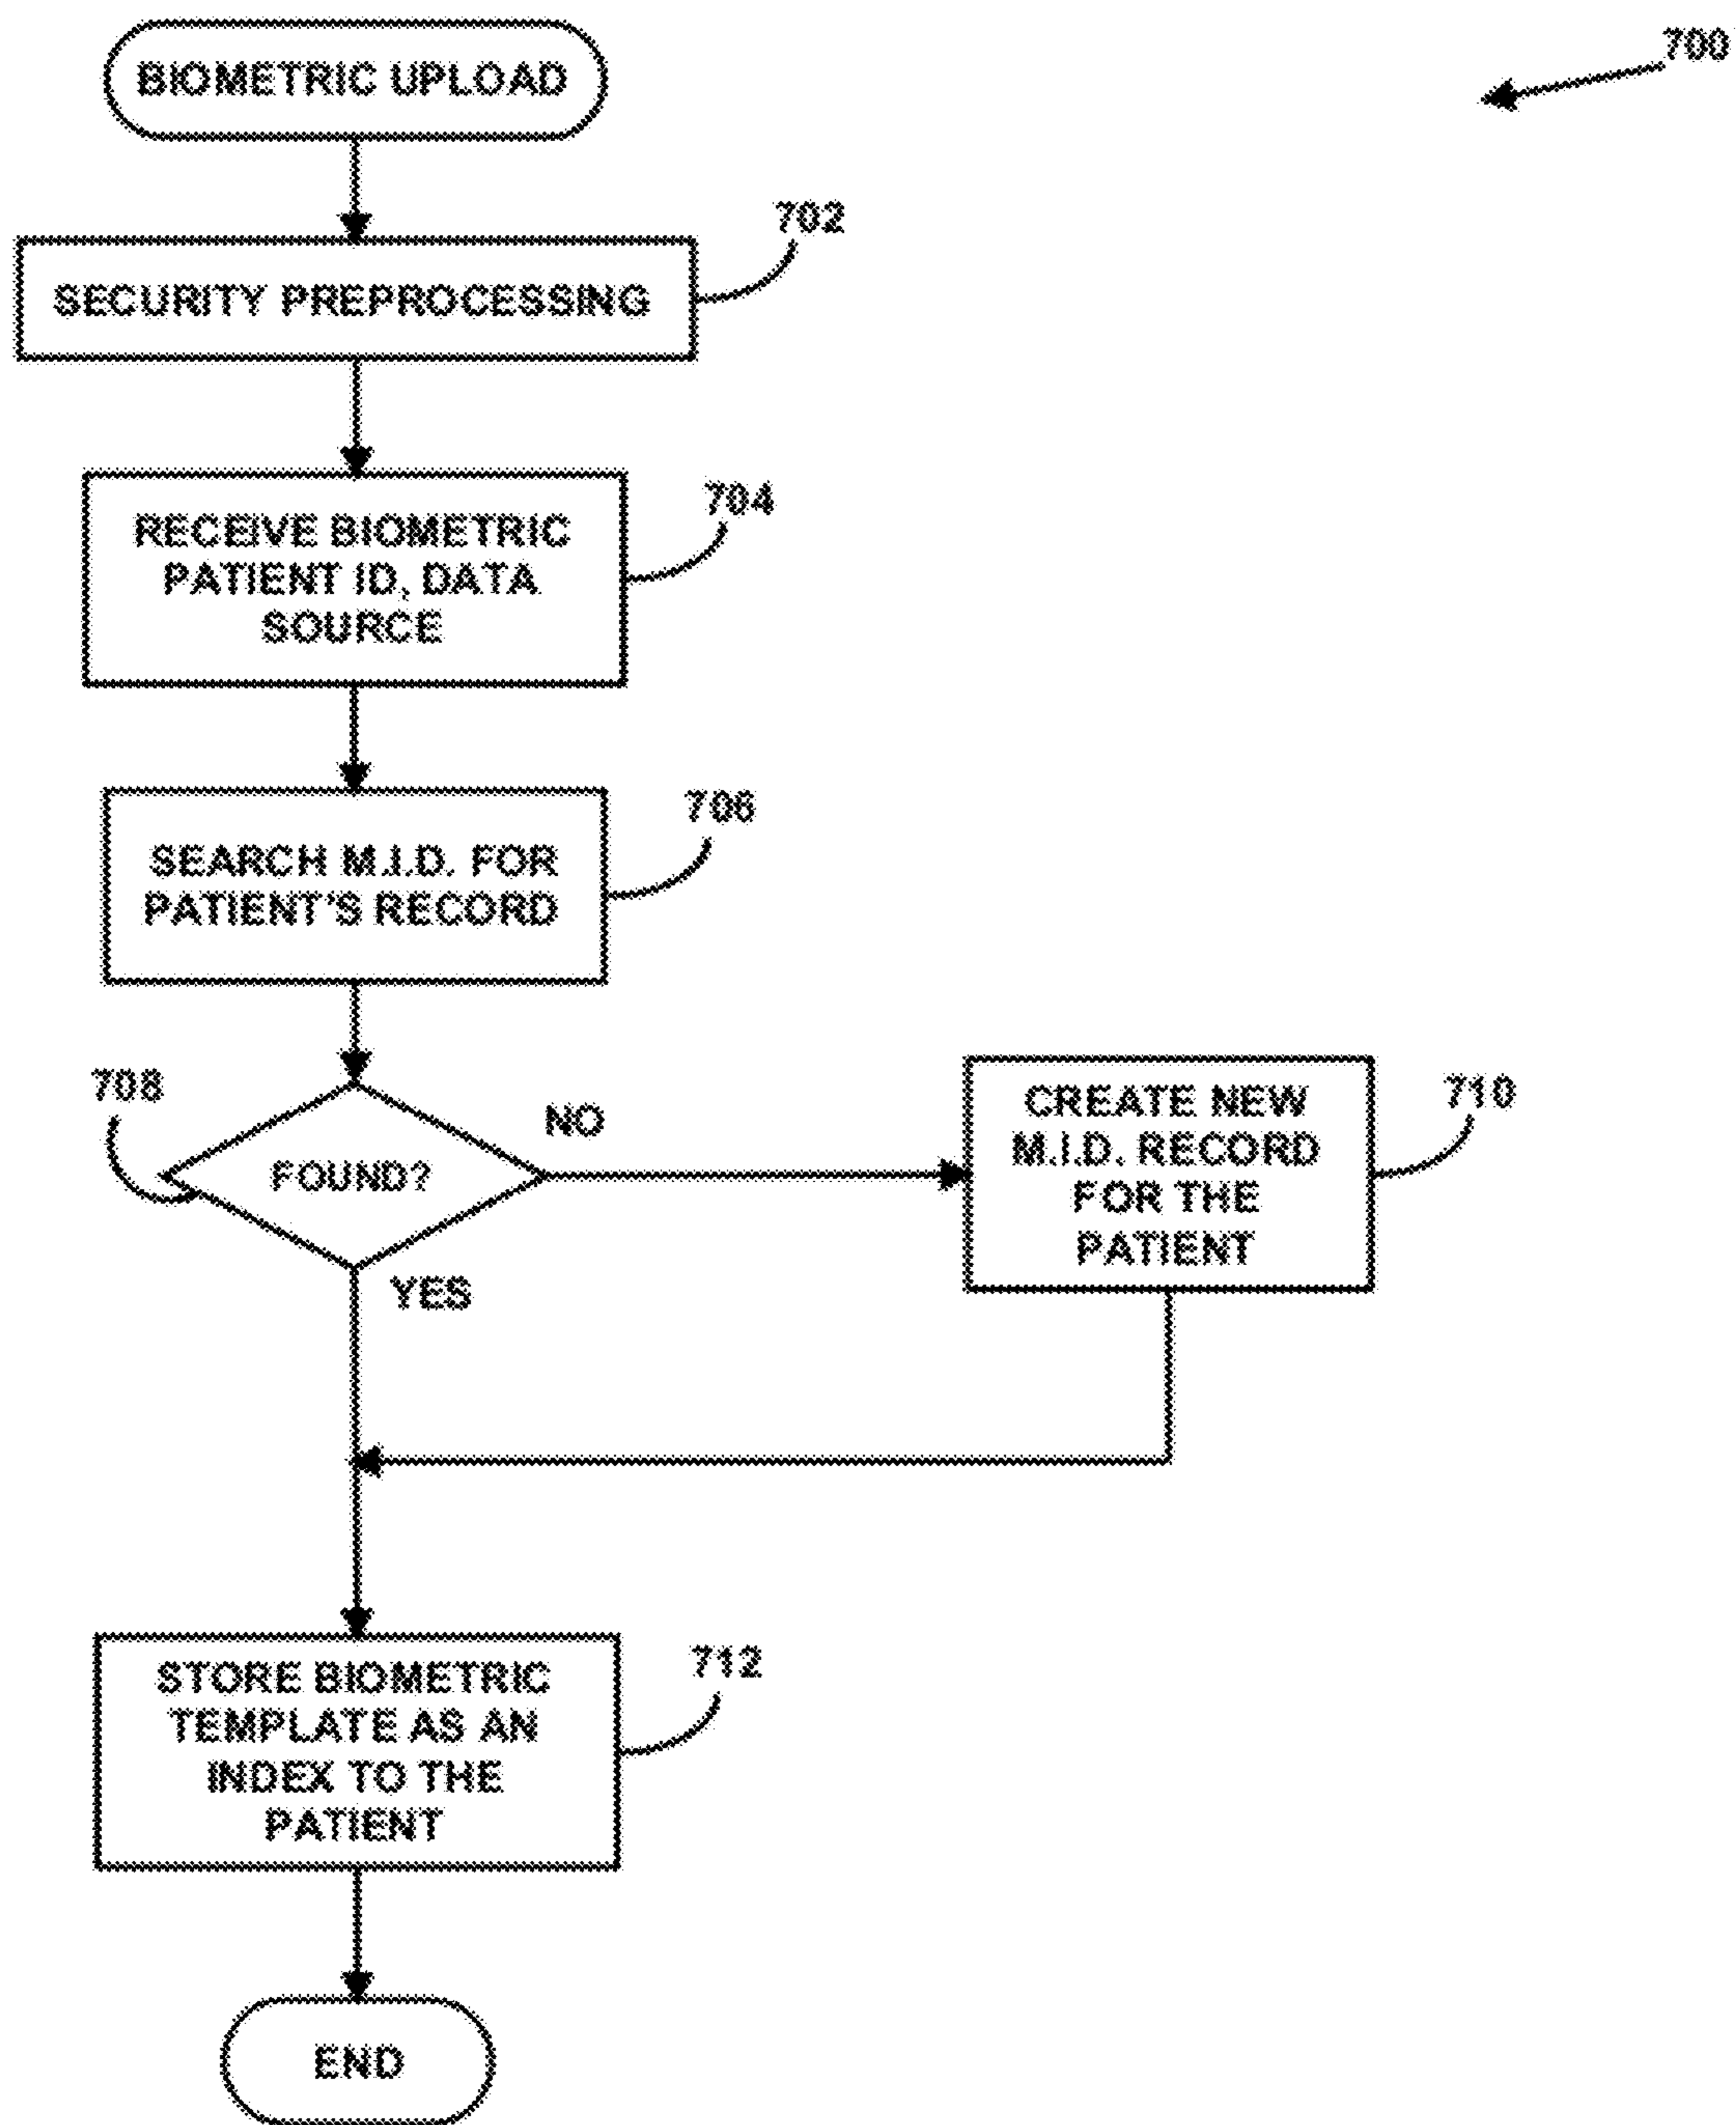 BIOMETRIC UPLOAD
700
702
SECURITY PREPROCESSING
704
RECEIVE BIOMETRIC
PATIENT ID, DATA
SOURCE
706
SEARCH M.I.D. FOR
PATIENT'S RECORD
708
FOUND?
NO
YES
710
CREATE NEW
M.I.D. RECORD
FOR THE
PATIENT
712
STORE BIOMETRIC
TEMPLATE AS AN
INDEX TO THE
PATIENT
END